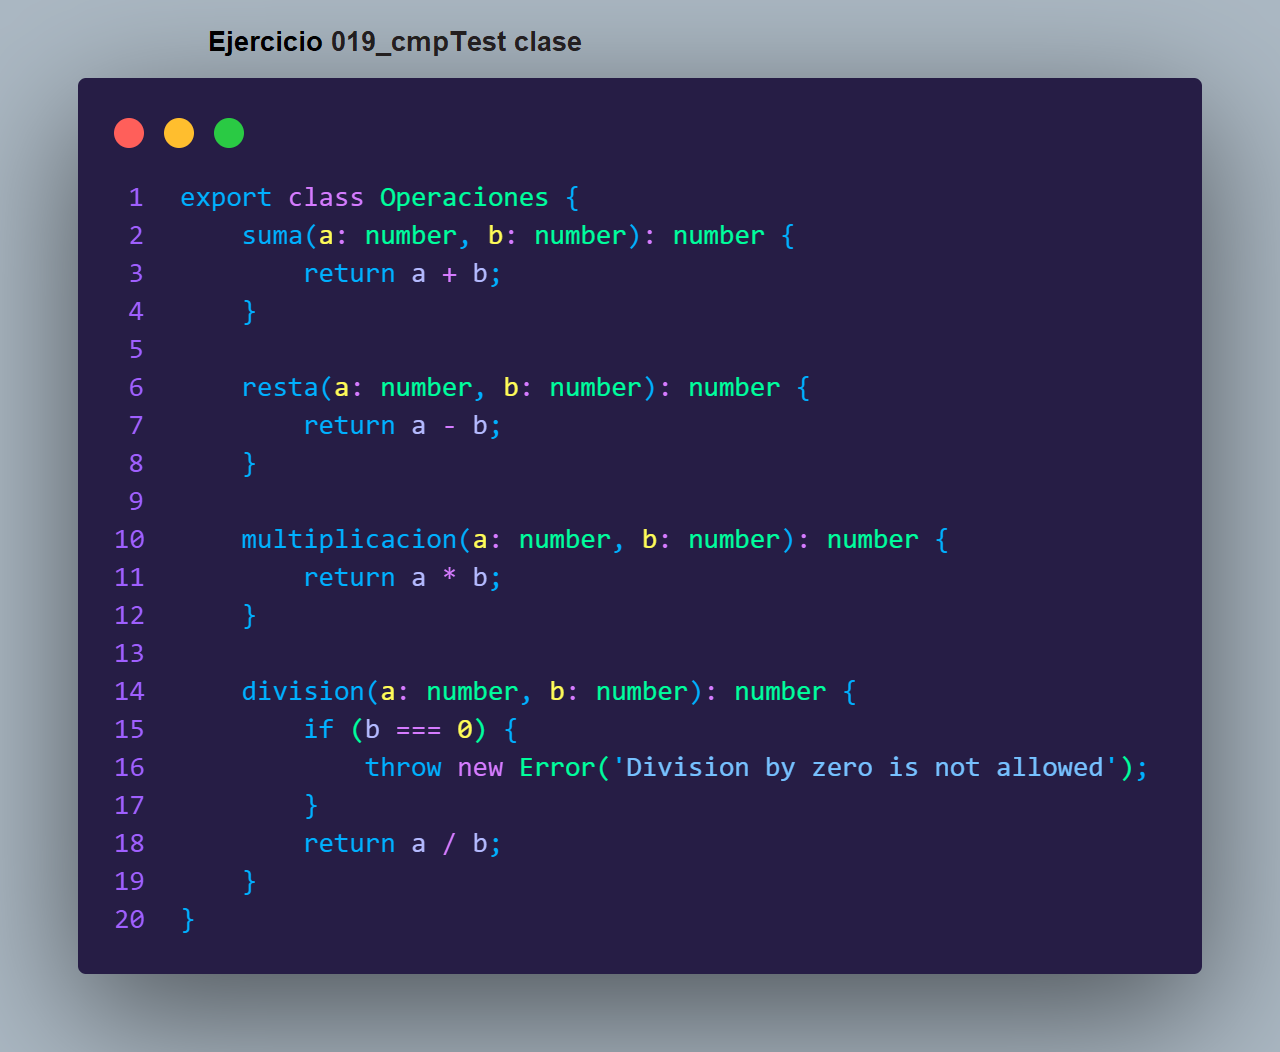 Ejercicio 019_cmpTest clase
1 export class Operaciones {
2     suma(a: number, b: number): number {
3         return a + b;
4     }
5
6     resta(a: number, b: number): number {
7         return a - b;
8     }
9
10     multiplicacion(a: number, b: number): number {
11         return a * b;
12     }
13
14     division(a: number, b: number): number {
15         if (b === 0) {
16             throw new Error('Division by zero is not allowed');
17         }
18         return a / b;
19     }
20 }